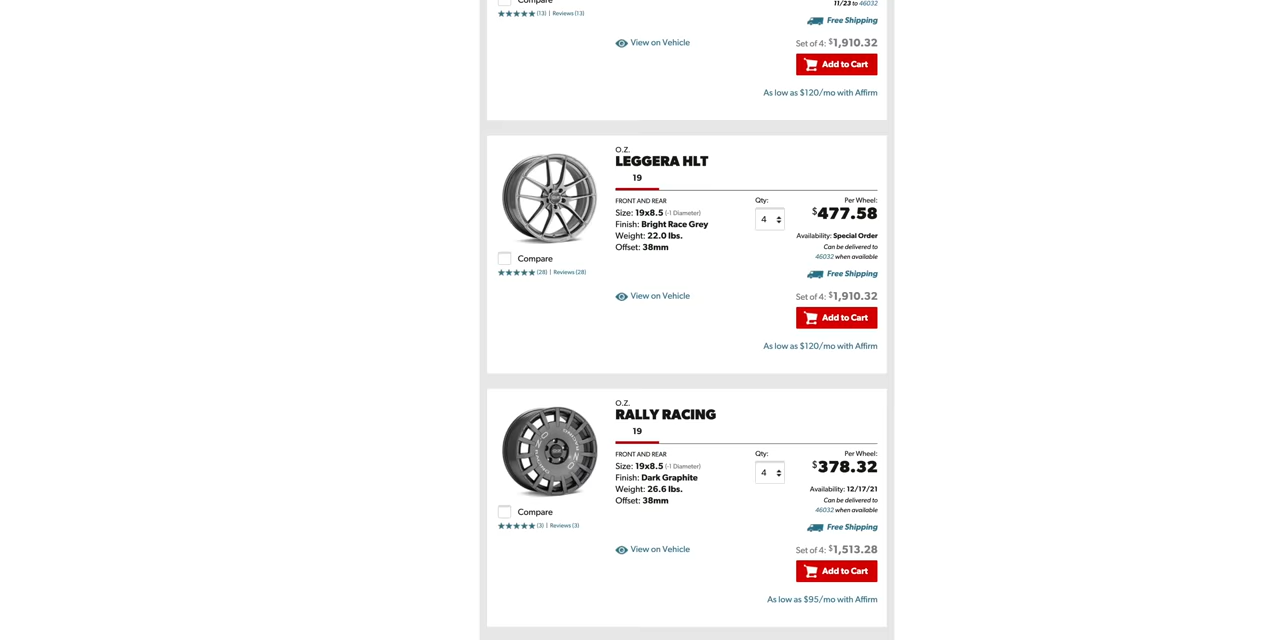 Compare
(13) | Reviews (13)
11/23 to 46032
Free Shipping
View on Vehicle
Set of 4: $1,910.32
Add to Cart
As low as $120/mo with Affirm
O.Z.
LEGGERA HLT
19
FRONT AND REAR
Size: 19x8.5 (-1 Diameter)
Finish: Bright Race Grey
Weight: 22.0 lbs.
Offset: 38mm
Qty:
4
Per Wheel:
$477.58
Availability: Special Order
Can be delivered to
46032 when available
Free Shipping
Compare
(28) | Reviews (28)
View on Vehicle
Set of 4: $1,910.32
Add to Cart
As low as $120/mo with Affirm
O.Z.
RALLY RACING
19
FRONT AND REAR
Size: 19x8.5 (-1 Diameter)
Finish: Dark Graphite
Weight: 26.6 lbs.
Offset: 38mm
Qty:
4
Per Wheel:
$378.32
Availability: 12/17/21
Can be delivered to
46032 when available
Free Shipping
Compare
(3) | Reviews (3)
View on Vehicle
Set of 4: $1,513.28
Add to Cart
As low as $95/mo with Affirm